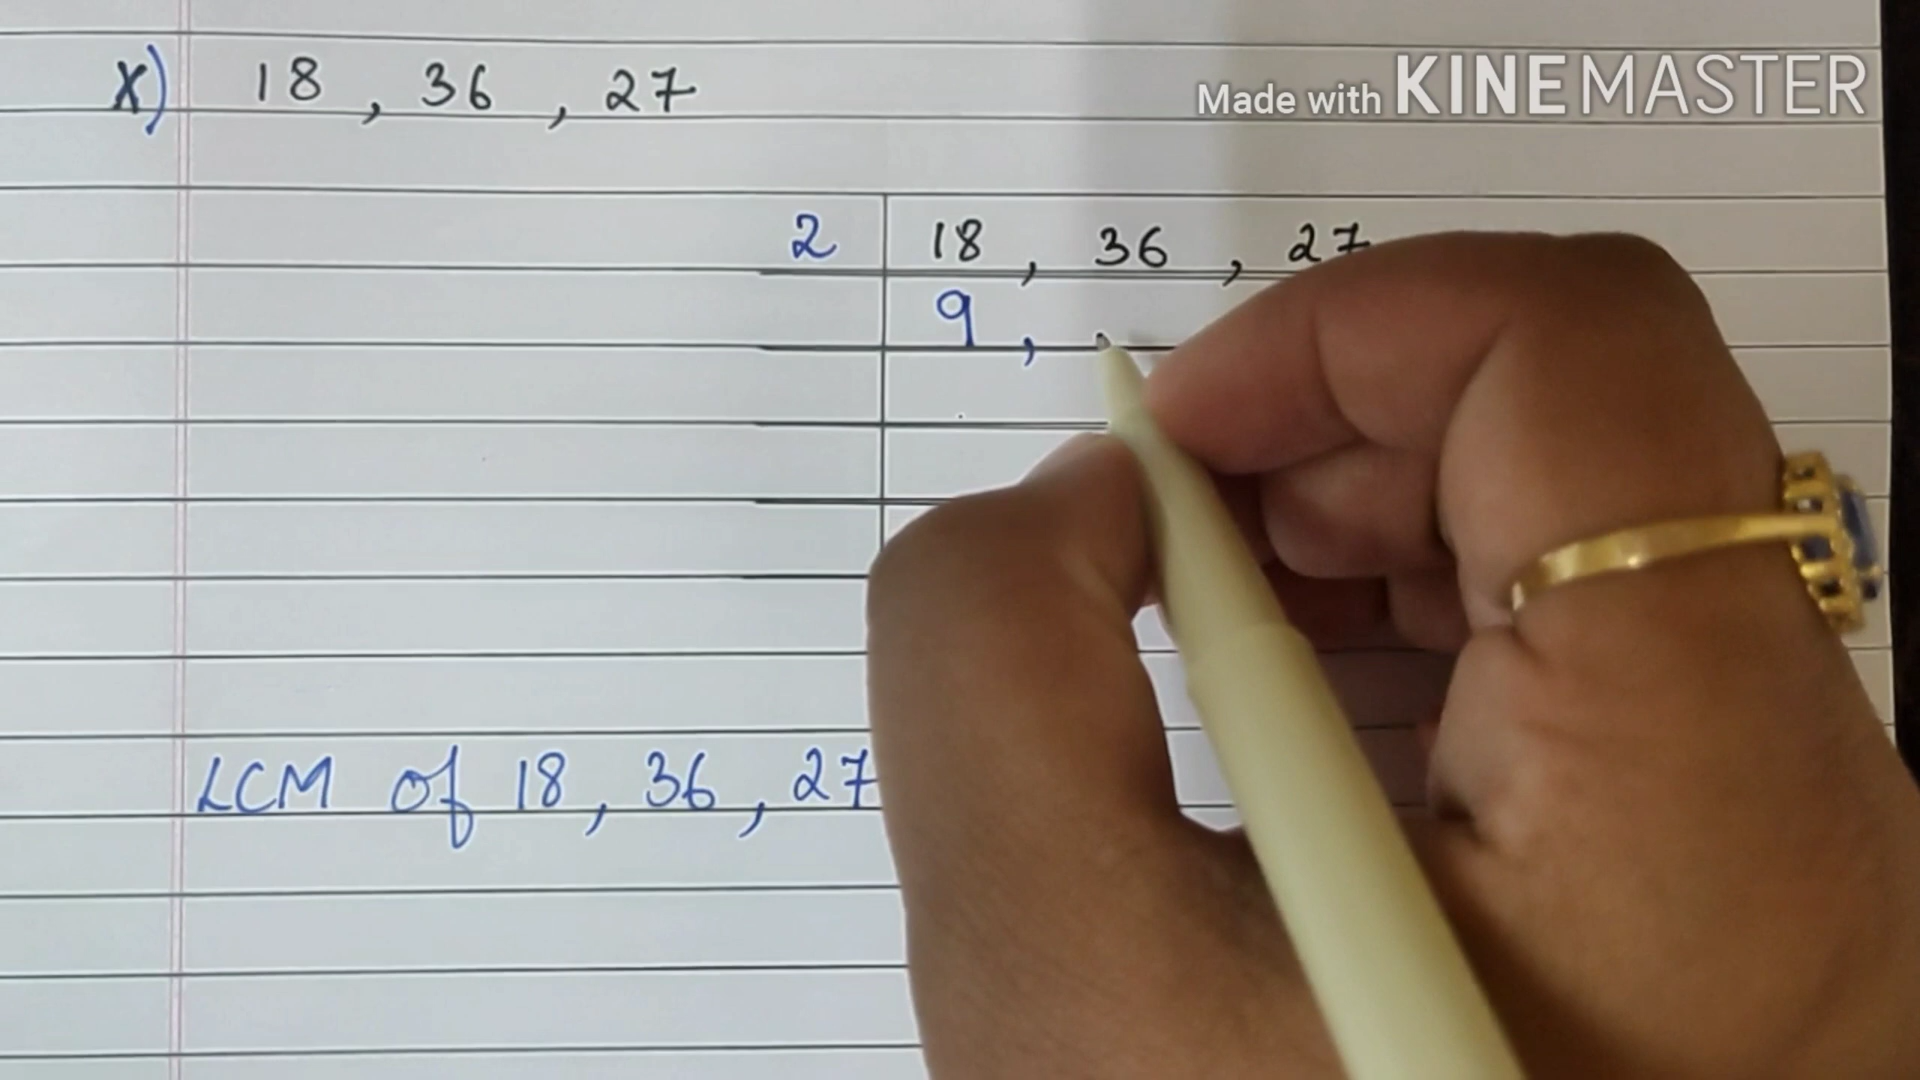 x) 18 , 36 , 27
Made with KINEMASTER
2 18 , 36 , 27
9 ,
LCM of 18 , 36 , 27